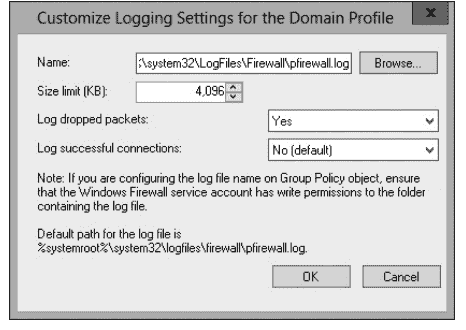 Customize Logging Settings for the Domain Profile
x
Name: :\system32\LogFiles\Firewall\pfirewall.log Browse...
Size limit (KB): 4,096
Log dropped packets: Yes
Log successful connections: No (default)
Note: If you are configuring the log file name on Group Policy object, ensure
that the Windows Firewall service account has write permissions to the folder
containing the log file.
Default path for the log file is
%systemroot%\system32\logfiles\firewall\pfirewall.log.
OK Cancel